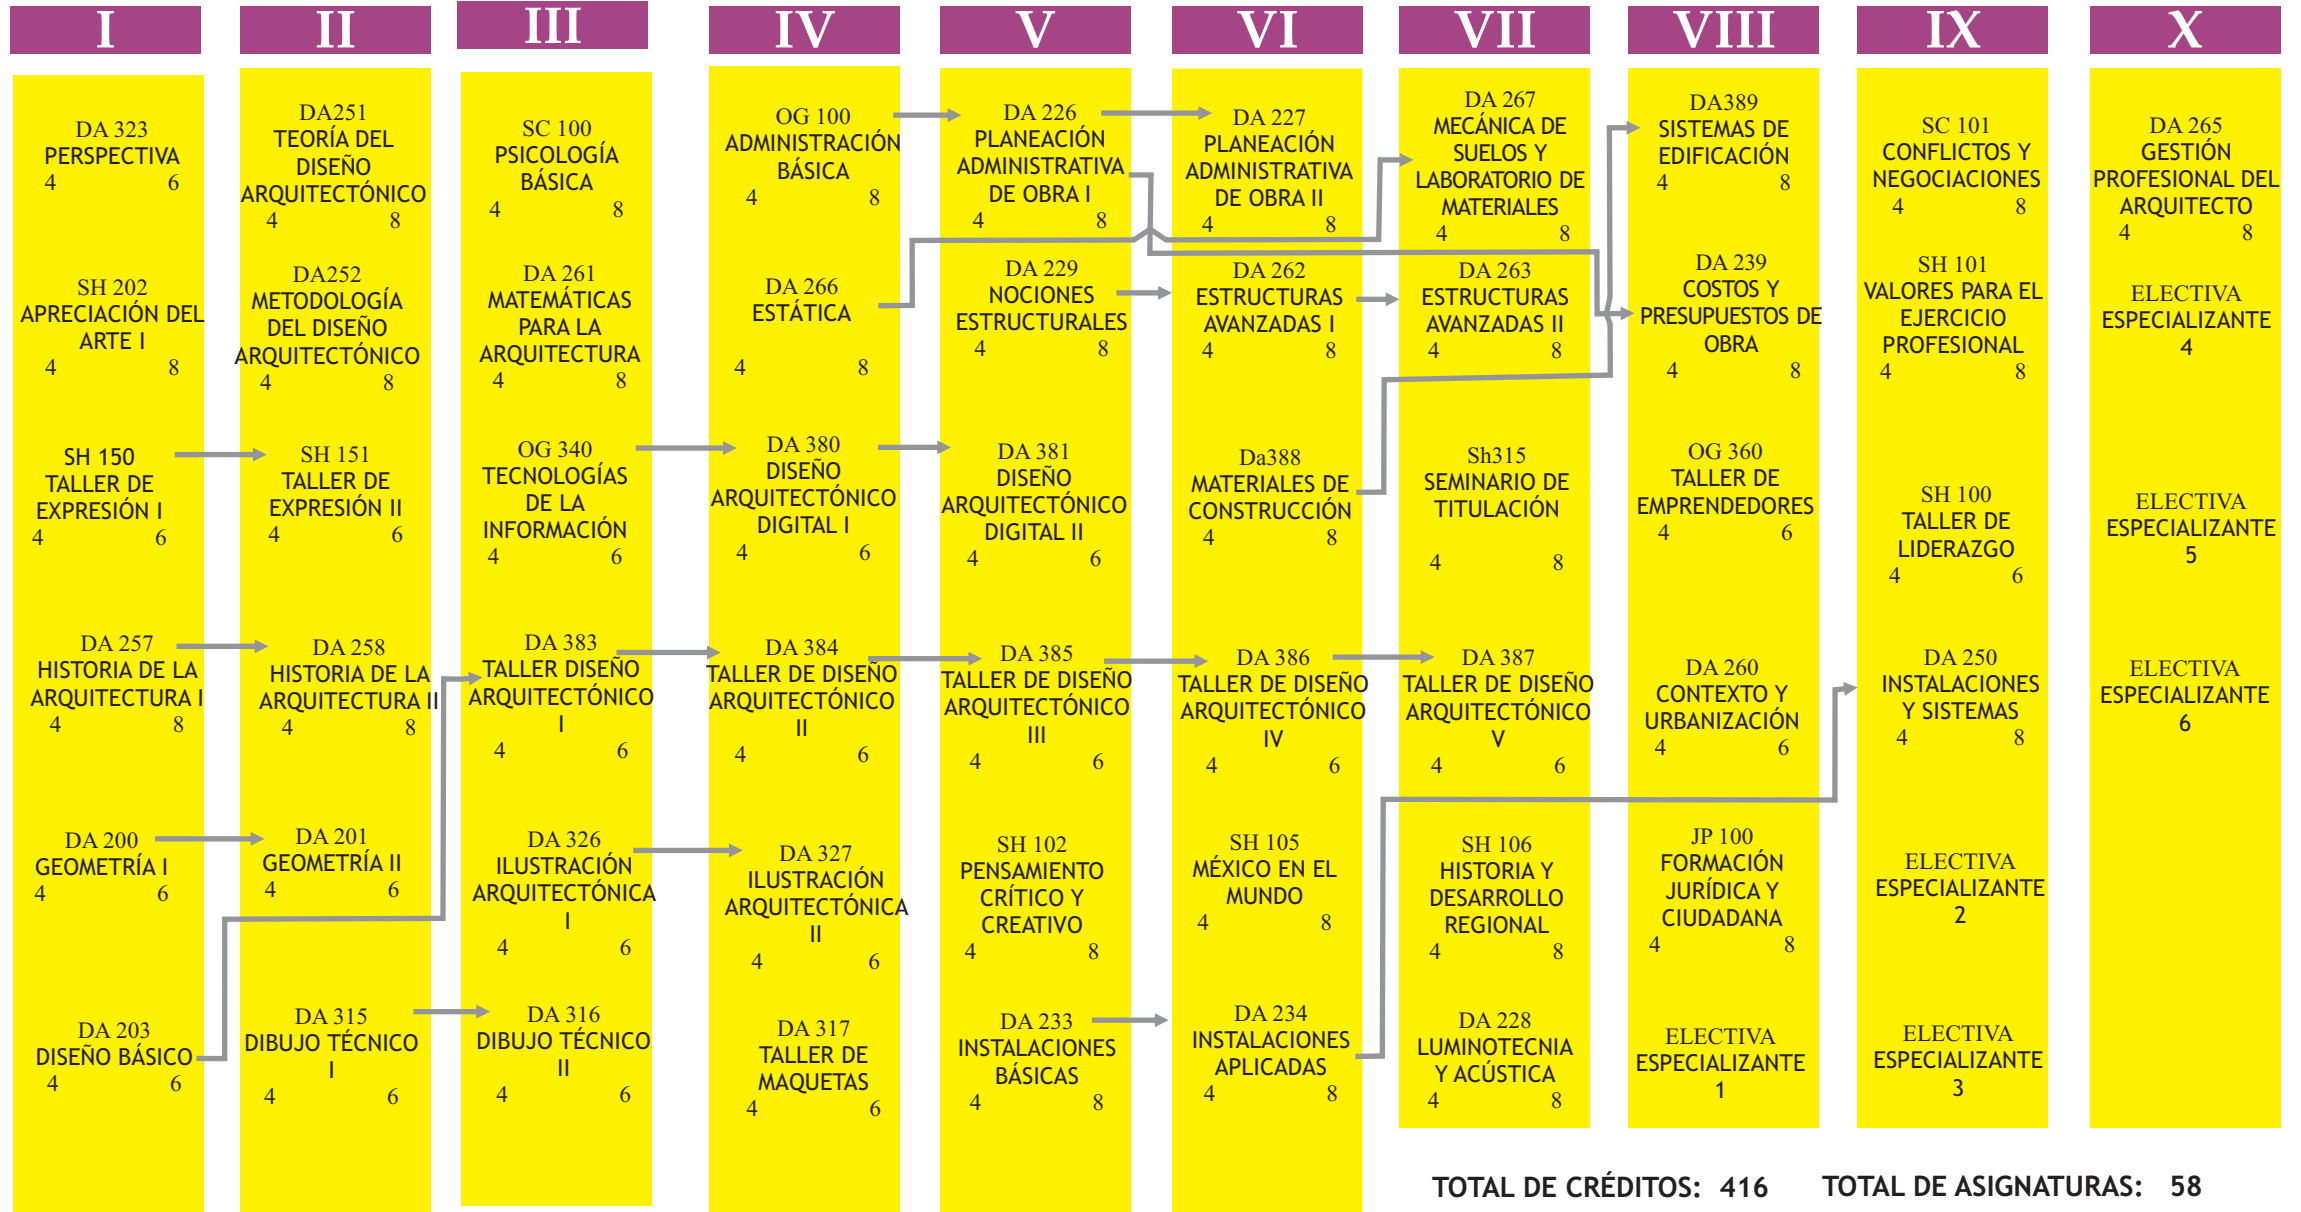 I
DA 323
PERSPECTIVA
4 6
SH 202
APRECIACIÓN DEL
ARTE I
4 8
SH 150
TALLER DE
EXPRESIÓN I
4 6
DA 257
HISTORIA DE LA
ARQUITECTURA I
4 8
DA 200
GEOMETRÍA I
4 6
DA 203
DISEÑO BÁSICO
4 6
II
DA251
TEORÍA DEL
DISEÑO
ARQUITECTÓNICO
4 8
DA252
METODOLOGÍA
DEL DISEÑO
ARQUITECTÓNICO
4 8
SH 151
TALLER DE
EXPRESIÓN II
4 6
DA 258
HISTORIA DE LA
ARQUITECTURA II
4 8
DA 201
GEOMETRÍA II
4 6
DA 315
DIBUJO TÉCNICO
I
4 6
III
SC 100
PSICOLOGÍA
BÁSICA
4 8
DA 261
MATEMÁTICAS
PARA LA
ARQUITECTURA
4 8
OG 340
TECNOLOGÍAS
DE LA
INFORMACIÓN
4 6
DA 383
TALLER DISEÑO
ARQUITECTÓNICO
I
4 6
DA 326
ILUSTRACIÓN
ARQUITECTÓNICA
I
4 6
DA 316
DIBUJO TÉCNICO
II
4 6
IV
OG 100
ADMINISTRACIÓN
BÁSICA
4 8
DA 266
ESTÁTICA
4 8
DA 380
DISEÑO
ARQUITECTÓNICO
DIGITAL I
4 6
DA 384
TALLER DE DISEÑO
ARQUITECTÓNICO
II
4 6
DA 327
ILUSTRACIÓN
ARQUITECTÓNICA
II
4 6
DA 317
TALLER DE
MAQUETAS
4 6
V
DA 226
PLANEACIÓN
ADMINISTRATIVA
DE OBRA I
4 8
DA 229
NOCIONES
ESTRUCTURALES
4 8
DA 381
DISEÑO
ARQUITECTÓNICO
DIGITAL II
4 6
DA 385
TALLER DE DISEÑO
ARQUITECTÓNICO
III
4 6
SH 102
PENSAMIENTO
CRÍTICO Y
CREATIVO
4 8
DA 233
INSTALACIONES
BÁSICAS
4 8
VI
DA 227
PLANEACIÓN
ADMINISTRATIVA
DE OBRA II
4 8
DA 262
ESTRUCTURAS
AVANZADAS I
4 8
Da388
MATERIALES DE
CONSTRUCCIÓN
4 8
DA 386
TALLER DE DISEÑO
ARQUITECTÓNICO
IV
4 6
SH 105
MÉXICO EN EL
MUNDO
4 8
DA 234
INSTALACIONES
APLICADAS
4 8
VII
DA 267
MECÁNICA DE
SUELOS Y
LABORATORIO DE
MATERIALES
4 8
DA 263
ESTRUCTURAS
AVANZADAS II
4 8
Sh315
SEMINARIO DE
TITULACIÓN
4 8
DA 387
TALLER DE DISEÑO
ARQUITECTÓNICO
V
4 6
SH 106
HISTORIA Y
DESARROLLO
REGIONAL
4 8
DA 228
LUMINOTECNIA
Y ACÚSTICA
4 8
VIII
DA389
SISTEMAS DE
EDIFICACIÓN
4 8
DA 239
COSTOS Y
PRESUPUESTOS DE
OBRA
4 8
OG 360
TALLER DE
EMPRENDEDORES
4 6
DA 260
CONTEXTO Y
URBANIZACIÓN
4 6
JP 100
FORMACIÓN
JURÍDICA Y
CIUDADANA
4 8
ELECTIVA
ESPECIALIZANTE
1
IX
SC 101
CONFLICTOS Y
NEGOCIACIONES
4 8
SH 101
VALORES PARA EL
EJERCICIO
PROFESIONAL
4 8
SH 100
TALLER DE
LIDERAZGO
4 6
DA 250
INSTALACIONES
Y SISTEMAS
4 8
ELECTIVA
ESPECIALIZANTE
2
ELECTIVA
ESPECIALIZANTE
3
X
DA 265
GESTIÓN
PROFESIONAL DEL
ARQUITECTO
4 8
ELECTIVA
ESPECIALIZANTE
4
ELECTIVA
ESPECIALIZANTE
5
ELECTIVA
ESPECIALIZANTE
6
TOTAL DE CRÉDITOS: 416 TOTAL DE ASIGNATURAS: 58